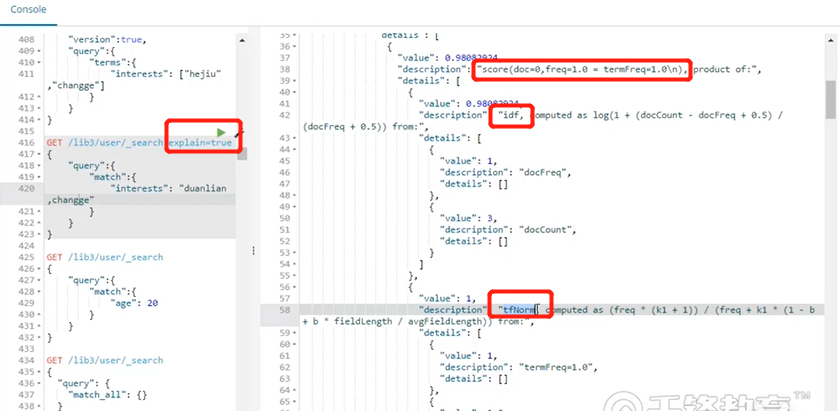 Console
408
409 "version":true,
410 "query":{
411 "terms":{
"interests": ["hejiu"
,"changge"]
412 }
413 }
414 }
415
416 GET /lib3/user/_search explain=true
{
"query":{
"match":{
420 "interests": "duanlian
,changge"
421 }
422 }
423 }
424
425 GET /lib3/user/_search
426 {
427 "query":{
428 "match":{
429 "age": 20
430 }
431 }
432 }
433
434 GET /lib3/user/_search
435 {
436 "query": {
437 "match_all": {}
438 }
35 "details": [
36 {
37 "value": 0.98082924,
38 "description": "score(doc=0,freq=1.0 = termFreq=1.0\n), product of:",
39 "details": [
40 {
41 "value": 0.98082924,
42 "description": "idf, computed as log(1 + (docCount - docFreq + 0.5) /
(docFreq + 0.5)) from:",
43 "details": [
44 {
45 "value": 1,
46 "description": "docFreq",
47 "details": []
48 },
49 {
50 "value": 3,
51 "description": "docCount",
52 "details": []
53 }
54 ]
55 },
56 {
57 "value": 1,
58 "description": "tfNorm, computed as (freq * (k1 + 1)) / (freq + k1 * (1 - b
+ b * fieldLength / avgFieldLength)) from:",
59 "details": [
60 {
61 "value": 1,
62 "description": "termFreq=1.0",
63 "details": []
64 },
65 {
千锋教育™